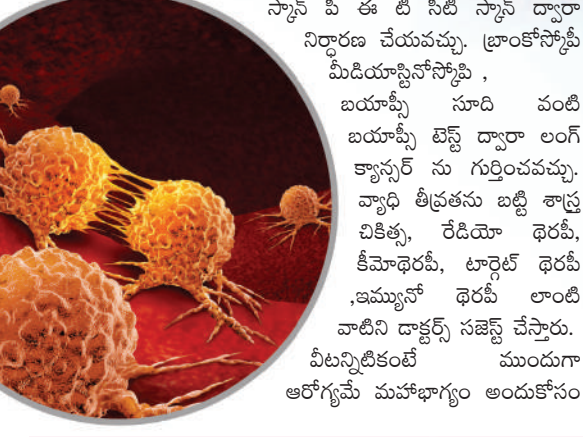 స్కాన్ పి ఈ టి సిటి స్కాన్ ద్వారా
నిర్ధారణ చేయవచ్చు. బ్రాంకోస్కోపీ
మీడియాస్టినోస్కోపి ,
బయాప్సీ సూది వంటి
బయాప్సీ టెస్ట్ ద్వారా లంగ్
క్యాన్సర్ ను గుర్తించవచ్చు.
వ్యాధి తీవ్రతను బట్టి శాస్త్ర
చికిత్స, రేడియో థెరపీ,
కీమోథెరపీ, టార్గెట్ థెరపీ
,ఇమ్యునో థెరపీ లాంటి
వాటిని డాక్టర్స్ సజెస్ట్ చేస్తారు.
వీటన్నిటికంటే ముందుగా
ఆరోగ్యమే మహాభాగ్యం అందుకోసం